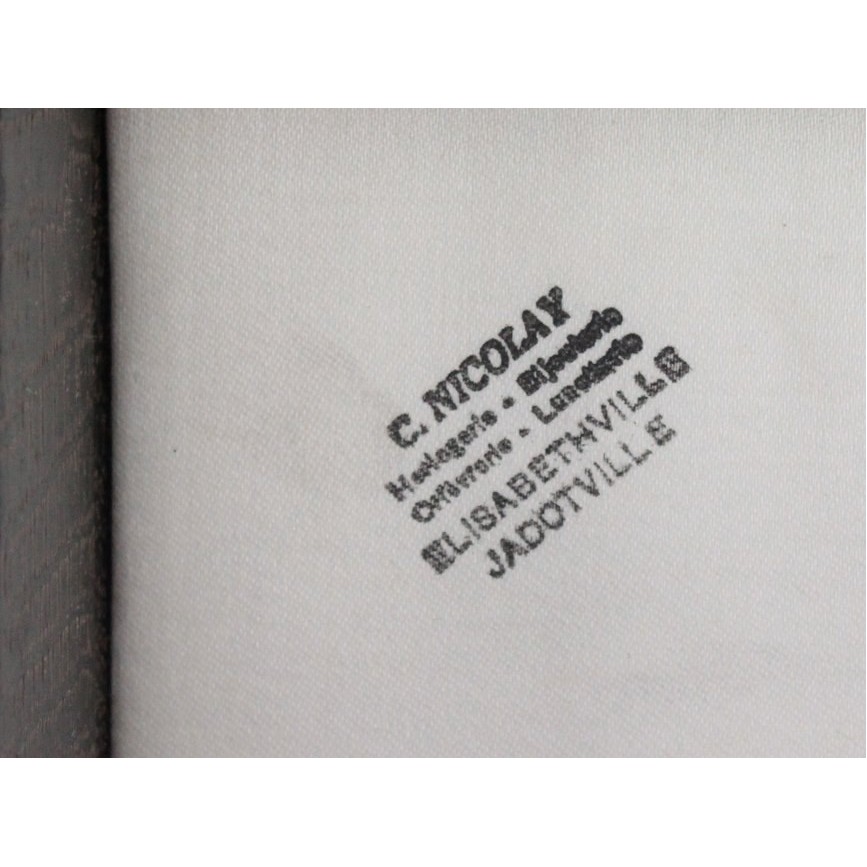 C. NICOLAY
Horlogerie - Bijouterie
Orfèvrerie - Lunetterie
ELISABETHVILLE
JADOTVILLE